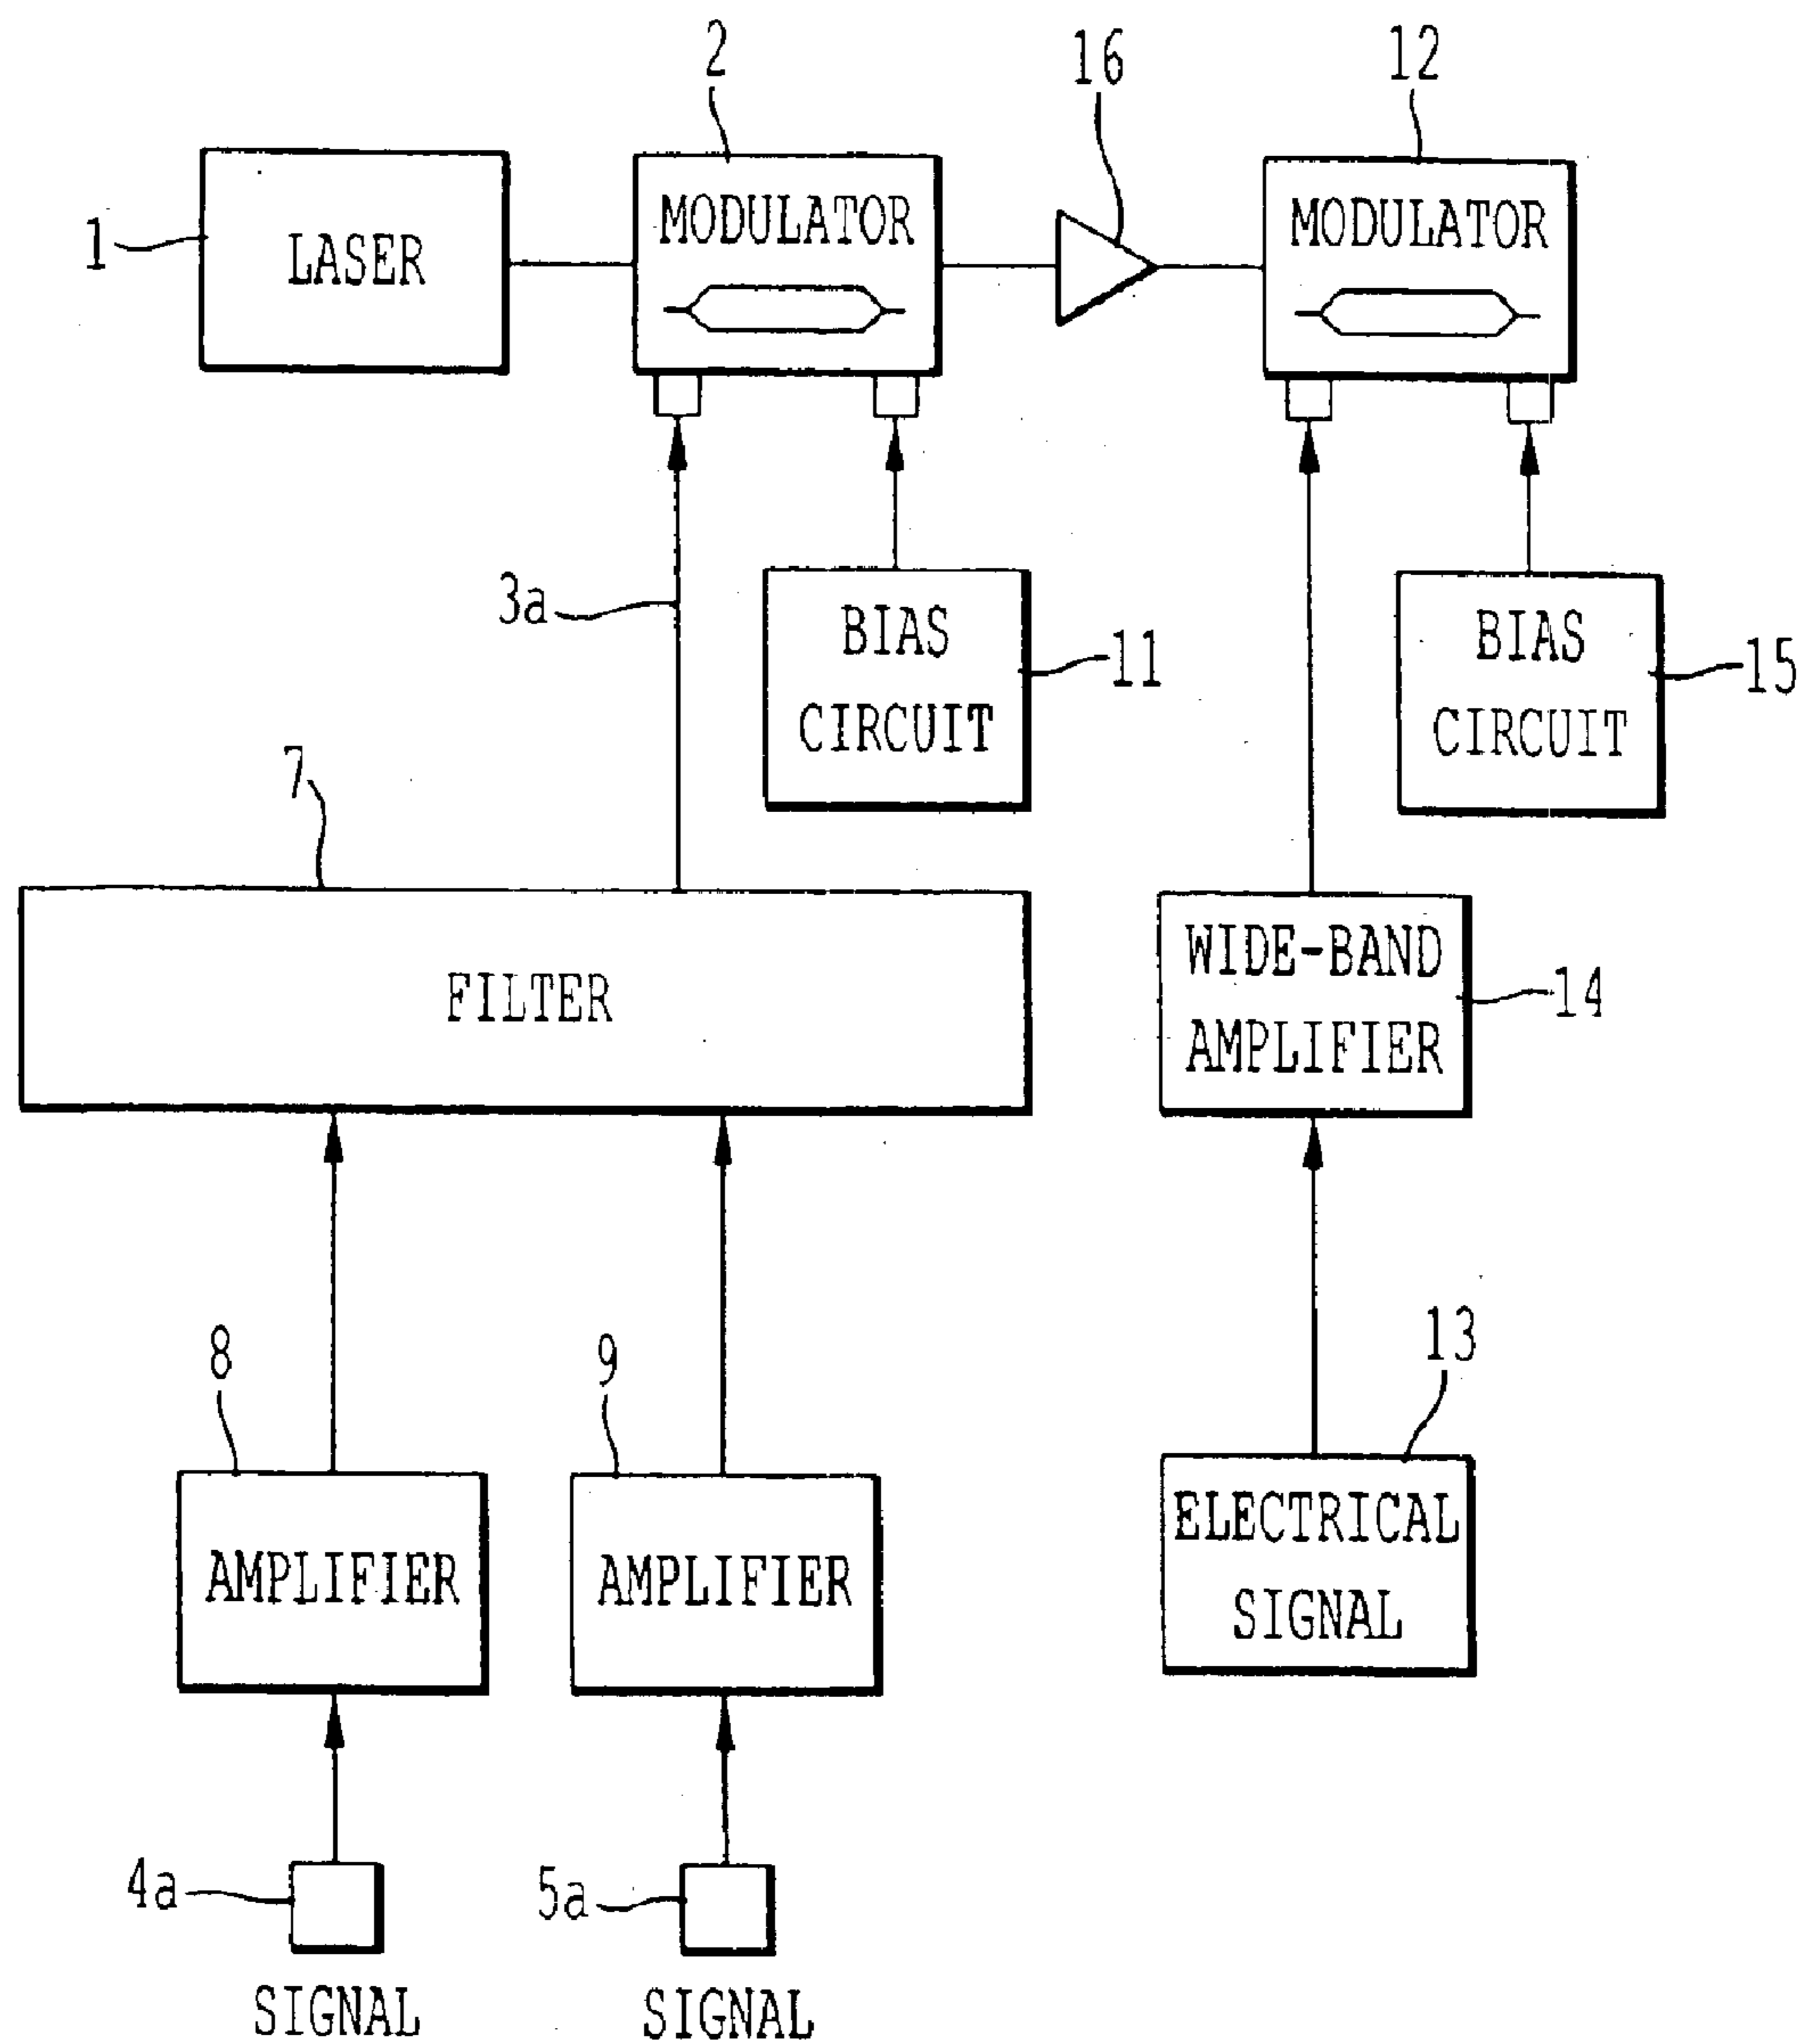 2
16
12
1
LASER
MODULATOR
MODULATOR
3a
BIAS
CIRCUIT
11
BIAS
CIRCUIT
15
7
FILTER
WIDE-BAND
AMPLIFIER
14
8
9
13
AMPLIFIER
AMPLIFIER
ELECTRICAL
SIGNAL
4a
5a
SIGNAL
SIGNAL